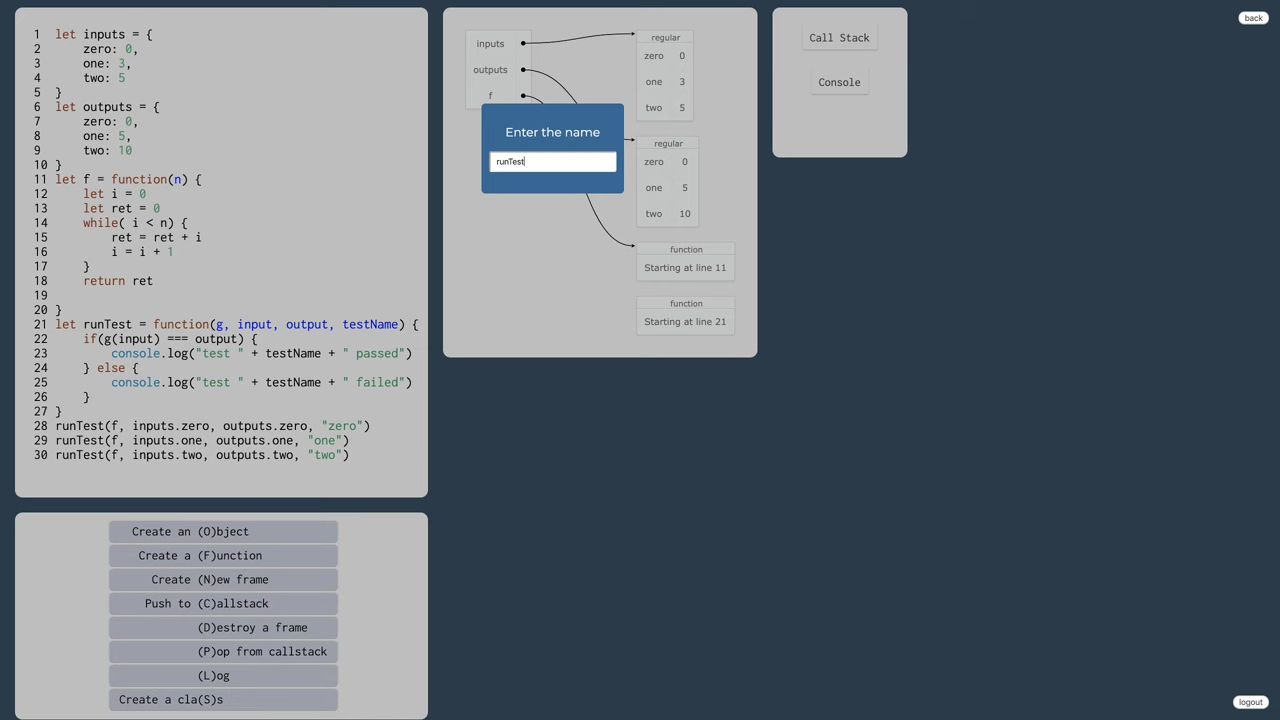 1 let inputs = {
2     zero: 0,
3     one: 3,
4     two: 5
5 }
6 let outputs = {
7     zero: 0,
8     one: 5,
9     two: 10
10 }
11 let f = function(n) {
12     let i = 0
13     let ret = 0
14     while( i < n) {
15         ret = ret + i
16         i = i + 1
17     }
18     return ret
19
20 }
21 let runTest = function(g, input, output, testName) {
22     if(g(input) === output) {
23         console.log("test " + testName + " passed")
24     } else {
25         console.log("test " + testName + " failed")
26     }
27 }
28 runTest(f, inputs.zero, outputs.zero, "zero")
29 runTest(f, inputs.one, outputs.one, "one")
30 runTest(f, inputs.two, outputs.two, "two")
Create an (O)bject
Create a (F)unction
Create (N)ew frame
Push to (C)allstack
(D)estroy a frame
(P)op from callstack
(L)og
Create a cla(S)s
inputs
outputs
f
Enter the name
runTest
regular
zero 0
one 3
two 5
regular
zero 0
one 5
two 10
function
Starting at line 11
function
Starting at line 21
Call Stack
Console
back
logout